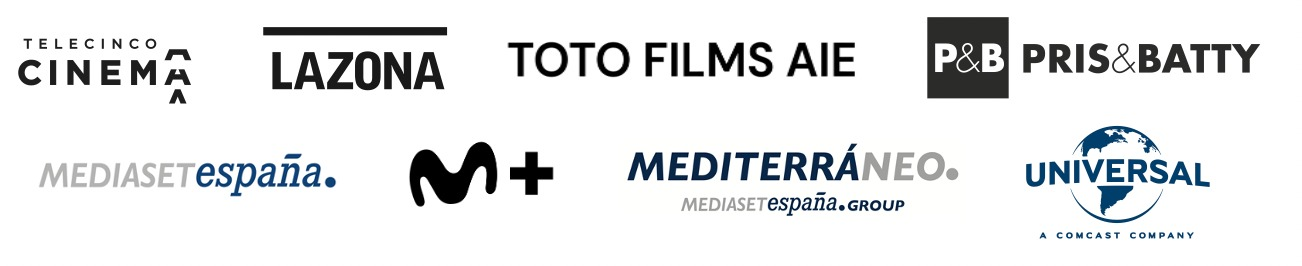 TELECINCO
CINEMA
LAZONA
TOTO FILMS AIE
P&B PRIS&BATTY
MEDIASETespaña.
M+
MEDITERRÁNEO.
MEDIASETespaña.GROUP
UNIVERSAL
A COMCAST COMPANY